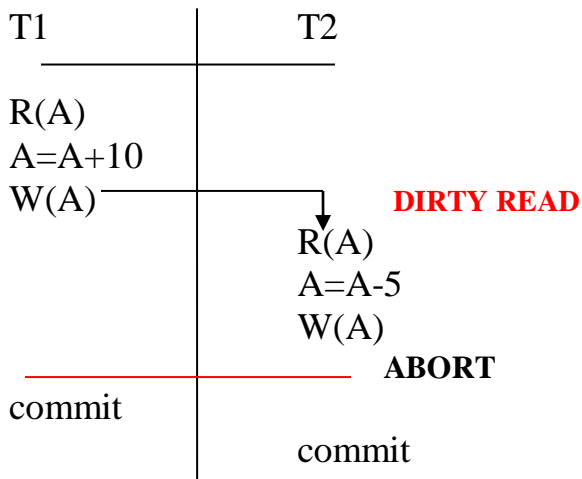 T1 T2
R(A)
A=A+10
W(A)
DIRTY READ
R(A)
A=A-5
W(A)
ABORT
commit
commit